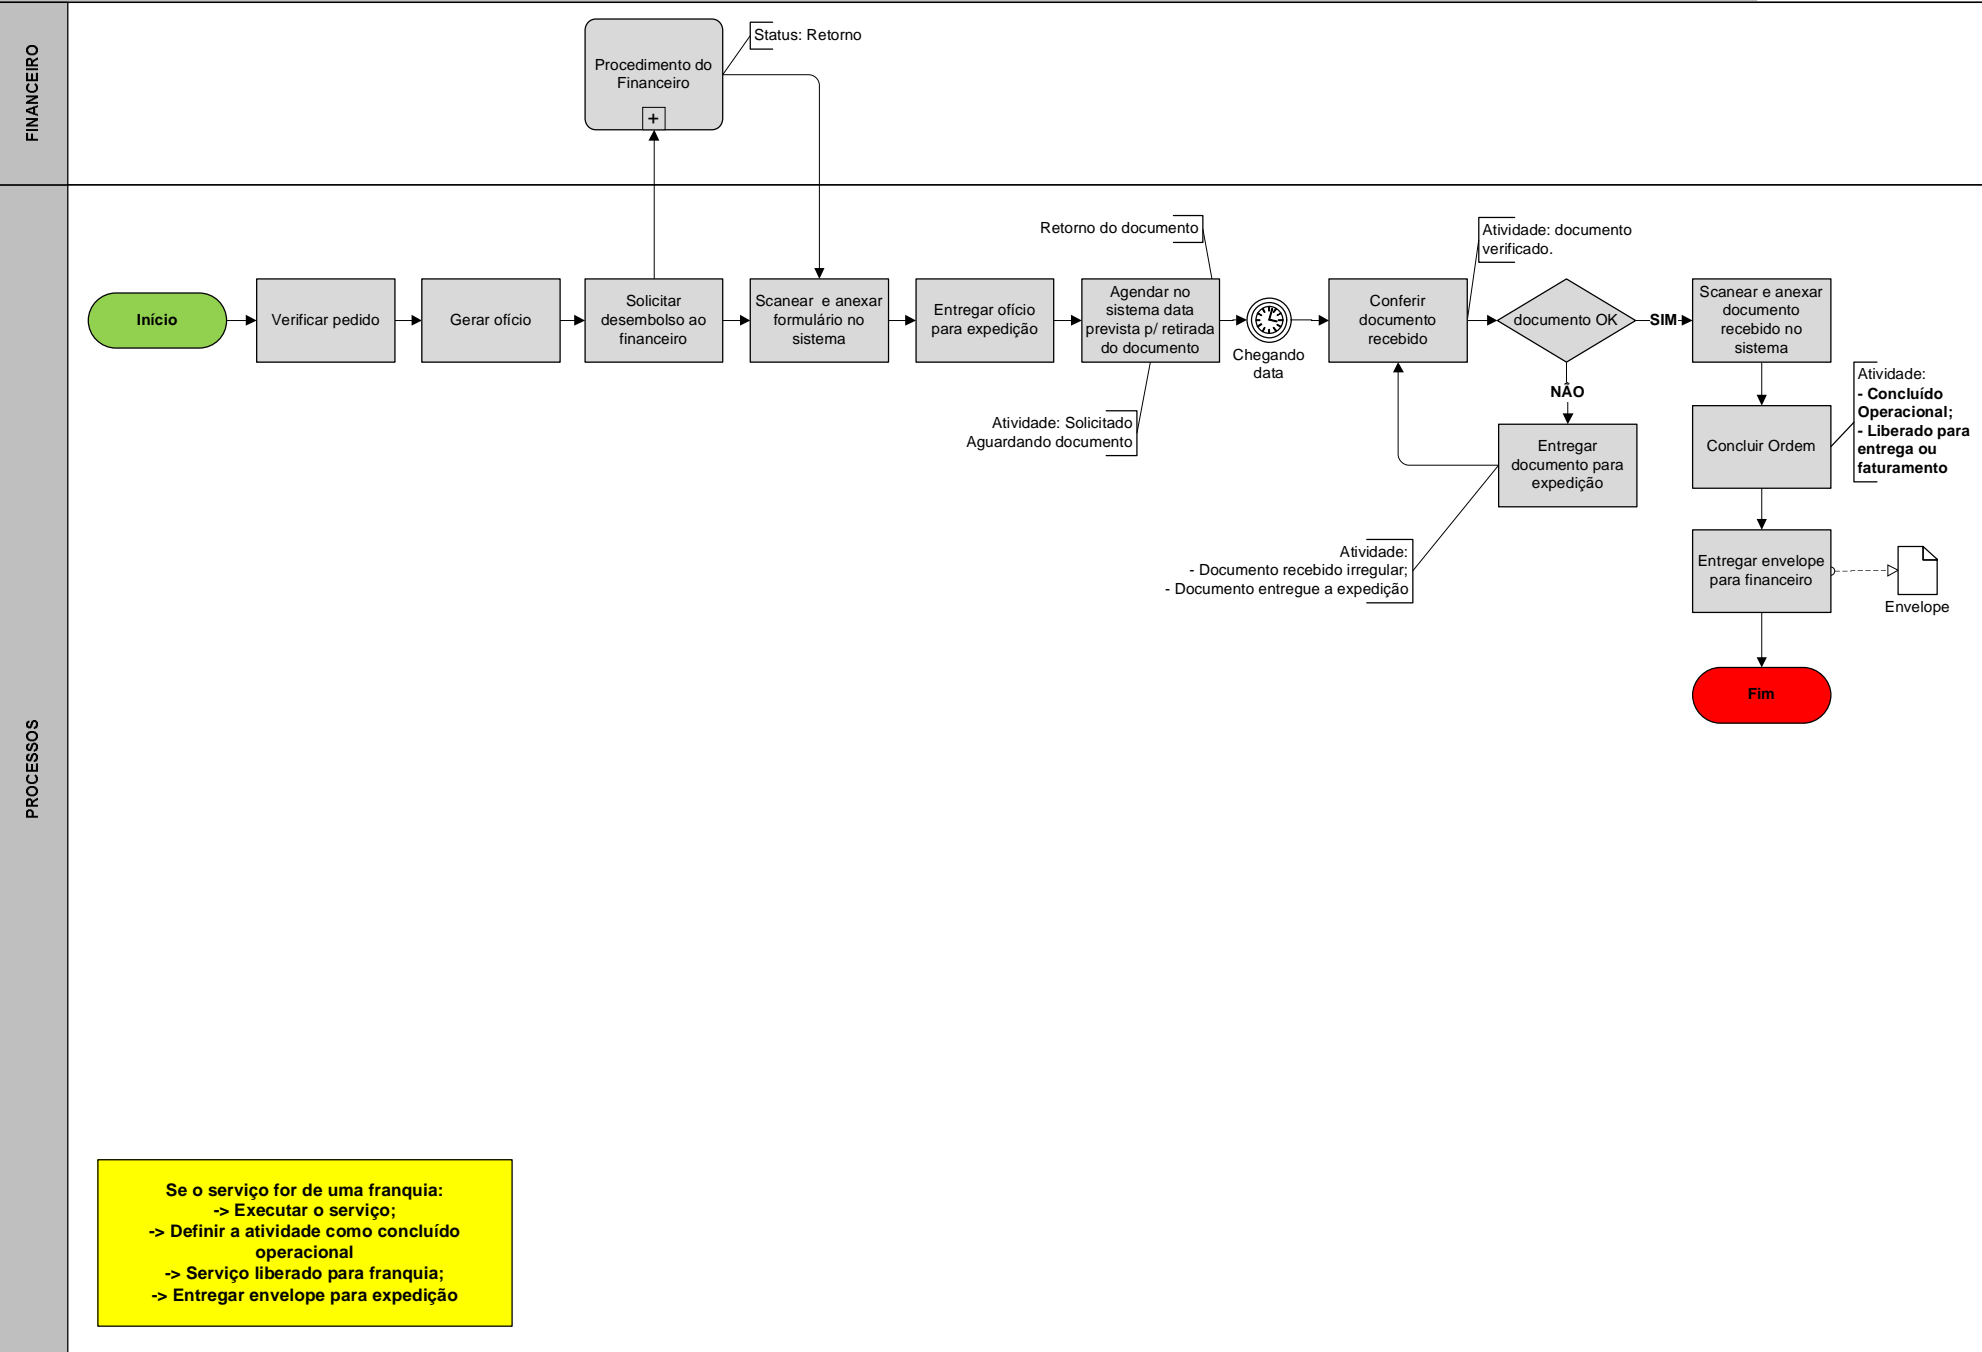 FINANCEIRO
Procedimento do
Financeiro
+
Status: Retorno
PROCESSOS
Início
Verificar pedido
Gerar ofício
Solicitar
desembolso ao
financeiro
Scanear e anexar
formulário no
sistema
Entregar ofício
para expedição
Retorno do documento
Agendar no
sistema data
prevista p/ retirada
do documento
Atividade: Solicitado
Aguardando documento
Chegando
data
Conferir
documento
recebido
Atividade: documento
verificado.
documento OK
SIM
NÃO
Entregar
documento para
expedição
Atividade:
- Documento recebido irregular;
- Documento entregue a expedição
Scanear e anexar
documento
recebido no
sistema
Concluir Ordem
Atividade:
- Concluído
Operacional;
- Liberado para
entrega ou
faturamento
Entregar envelope
para financeiro
Envelope
Fim
Se o serviço for de uma franquia:
-> Executar o serviço;
-> Definir a atividade como concluído
operacional
-> Serviço liberado para franquia;
-> Entregar envelope para expedição